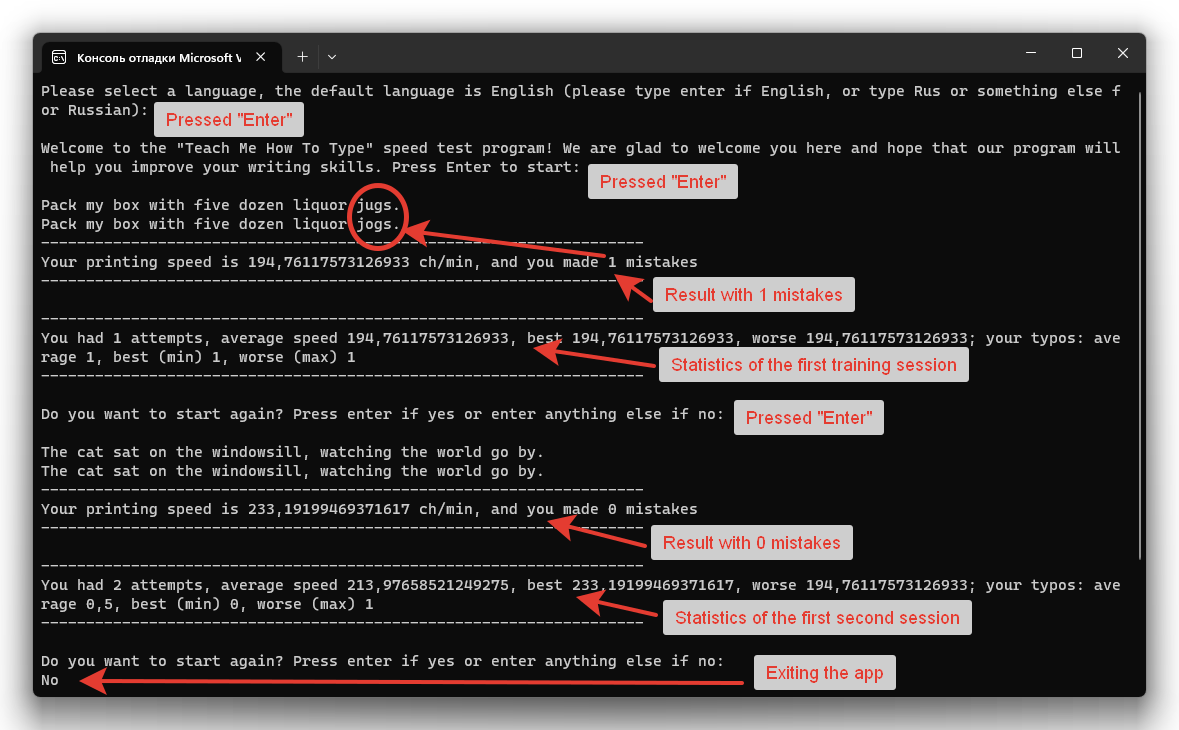 Консоль отладки Microsoft V
Please select a language, the default language is English (please type enter if English, or type Rus or something else f
or Russian):
Pressed "Enter"
Welcome to the "Teach Me How To Type" speed test program! We are glad to welcome you here and hope that our program will
help you improve your writing skills. Press Enter to start:
Pressed "Enter"
Pack my box with five dozen liquor jugs.
Pack my box with five dozen liquor jogs.
-------------------------------------------------------------------
Your printing speed is 194,76117573126933 ch/min, and you made 1 mistakes
-------------------------------------------------------------------
Result with 1 mistakes
-------------------------------------------------------------------
You had 1 attempts, average speed 194,76117573126933, best 194,76117573126933, worse 194,76117573126933; your typos: ave
rage 1, best (min) 1, worse (max) 1
Statistics of the first training session
-------------------------------------------------------------------
Do you want to start again? Press enter if yes or enter anything else if no:
Pressed "Enter"
The cat sat on the windowsill, watching the world go by.
The cat sat on the windowsill, watching the world go by.
-------------------------------------------------------------------
Your printing speed is 233,19199469371617 ch/min, and you made 0 mistakes
-------------------------------------------------------------------
Result with 0 mistakes
-------------------------------------------------------------------
You had 2 attempts, average speed 213,97658521249275, best 233,19199469371617, worse 194,76117573126933; your typos: ave
rage 0,5, best (min) 0, worse (max) 1
Statistics of the first second session
-------------------------------------------------------------------
Do you want to start again? Press enter if yes or enter anything else if no:
No
Exiting the app